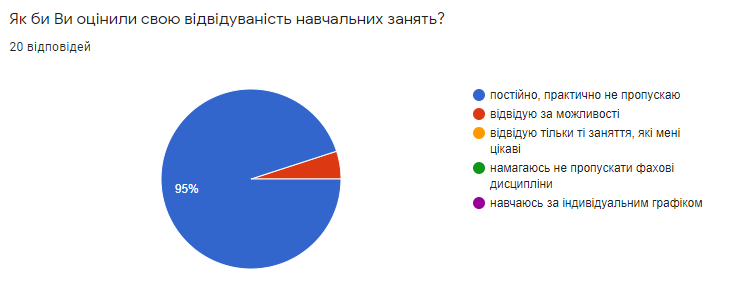 Як би Ви оцінили свою відвідуваність навчальних занять?
20 відповідей
95%
постійно, практично не пропускаю
відвідую за можливості
відвідую тільки ті заняття, які мені
цікаві
намагаюсь не пропускати фахові
дисципліни
навчаюсь за індивідуальним графіком